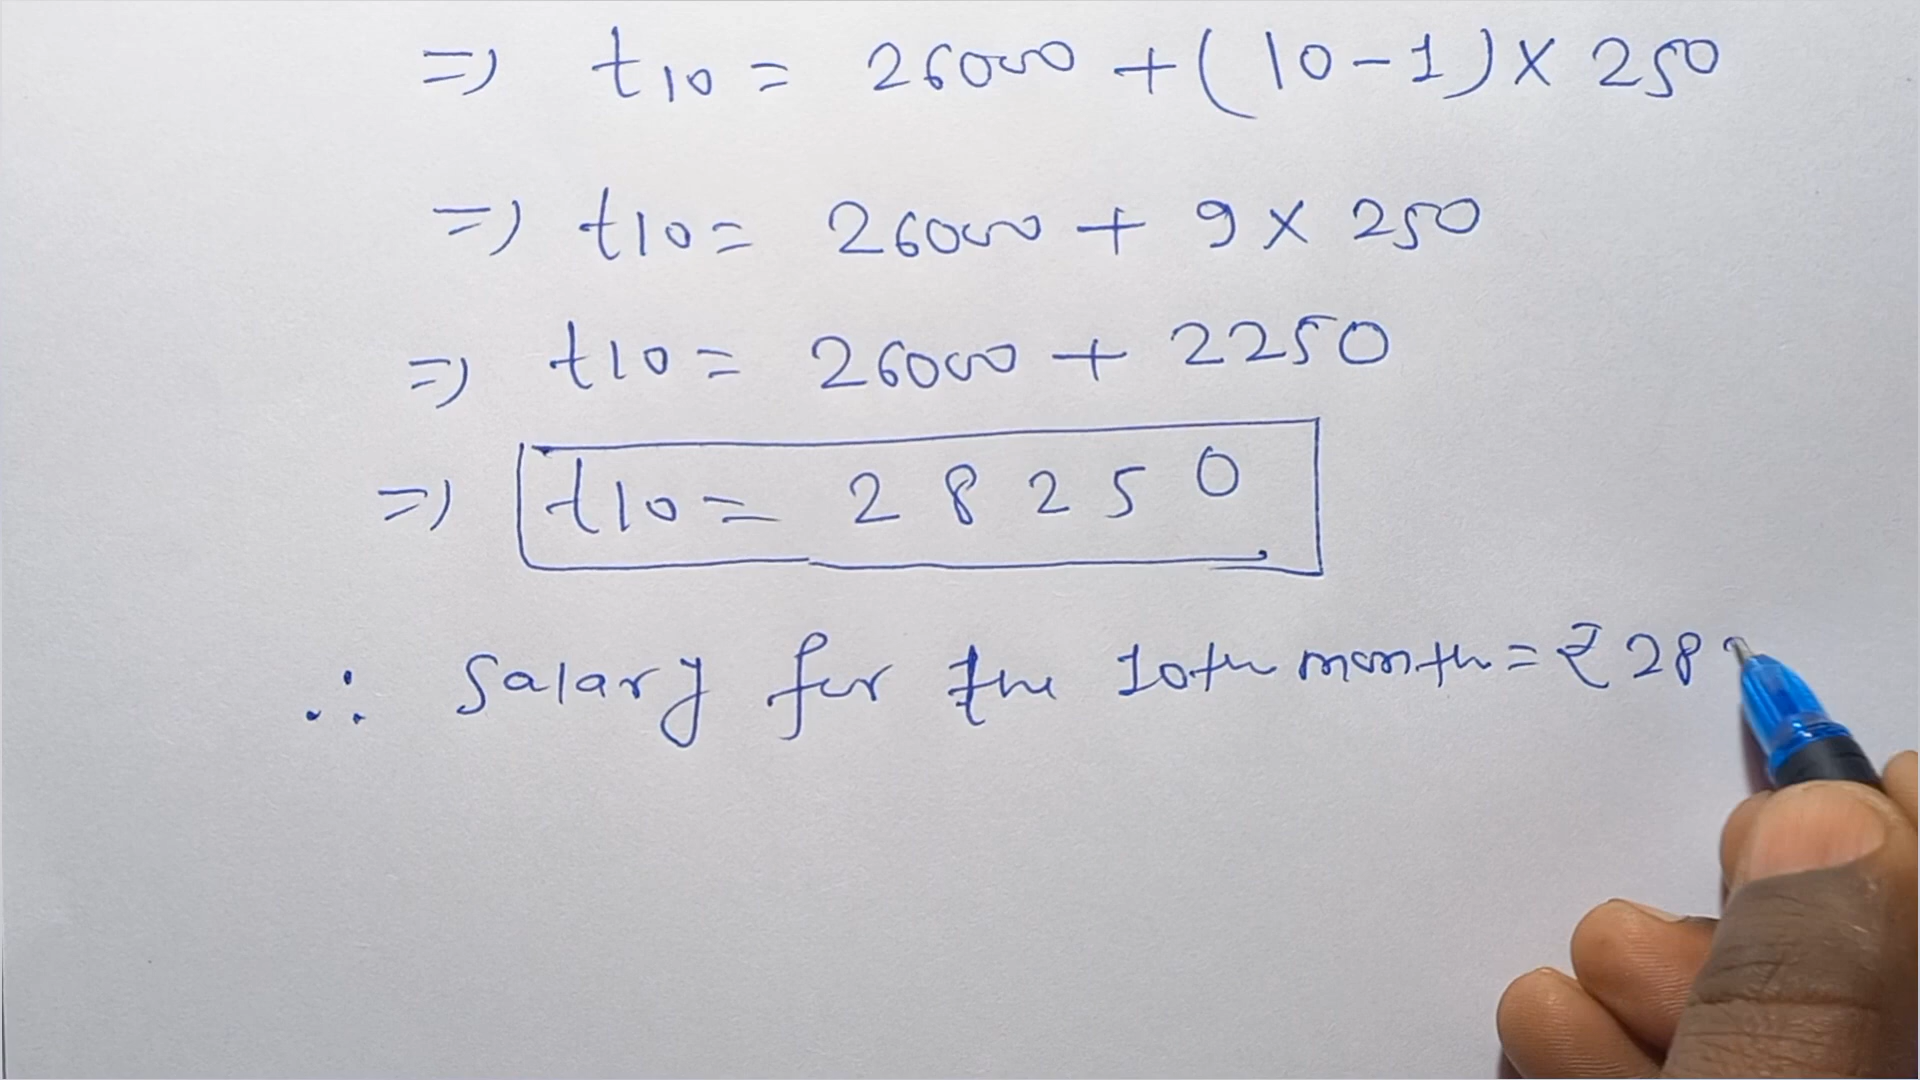 => t10 = 26000 + (10-1) × 250
=> t10 = 26000 + 9 × 250
=> t10 = 26000 + 2250
=> t10 = 28250
∴ Salary for the 10th month = ₹ 28